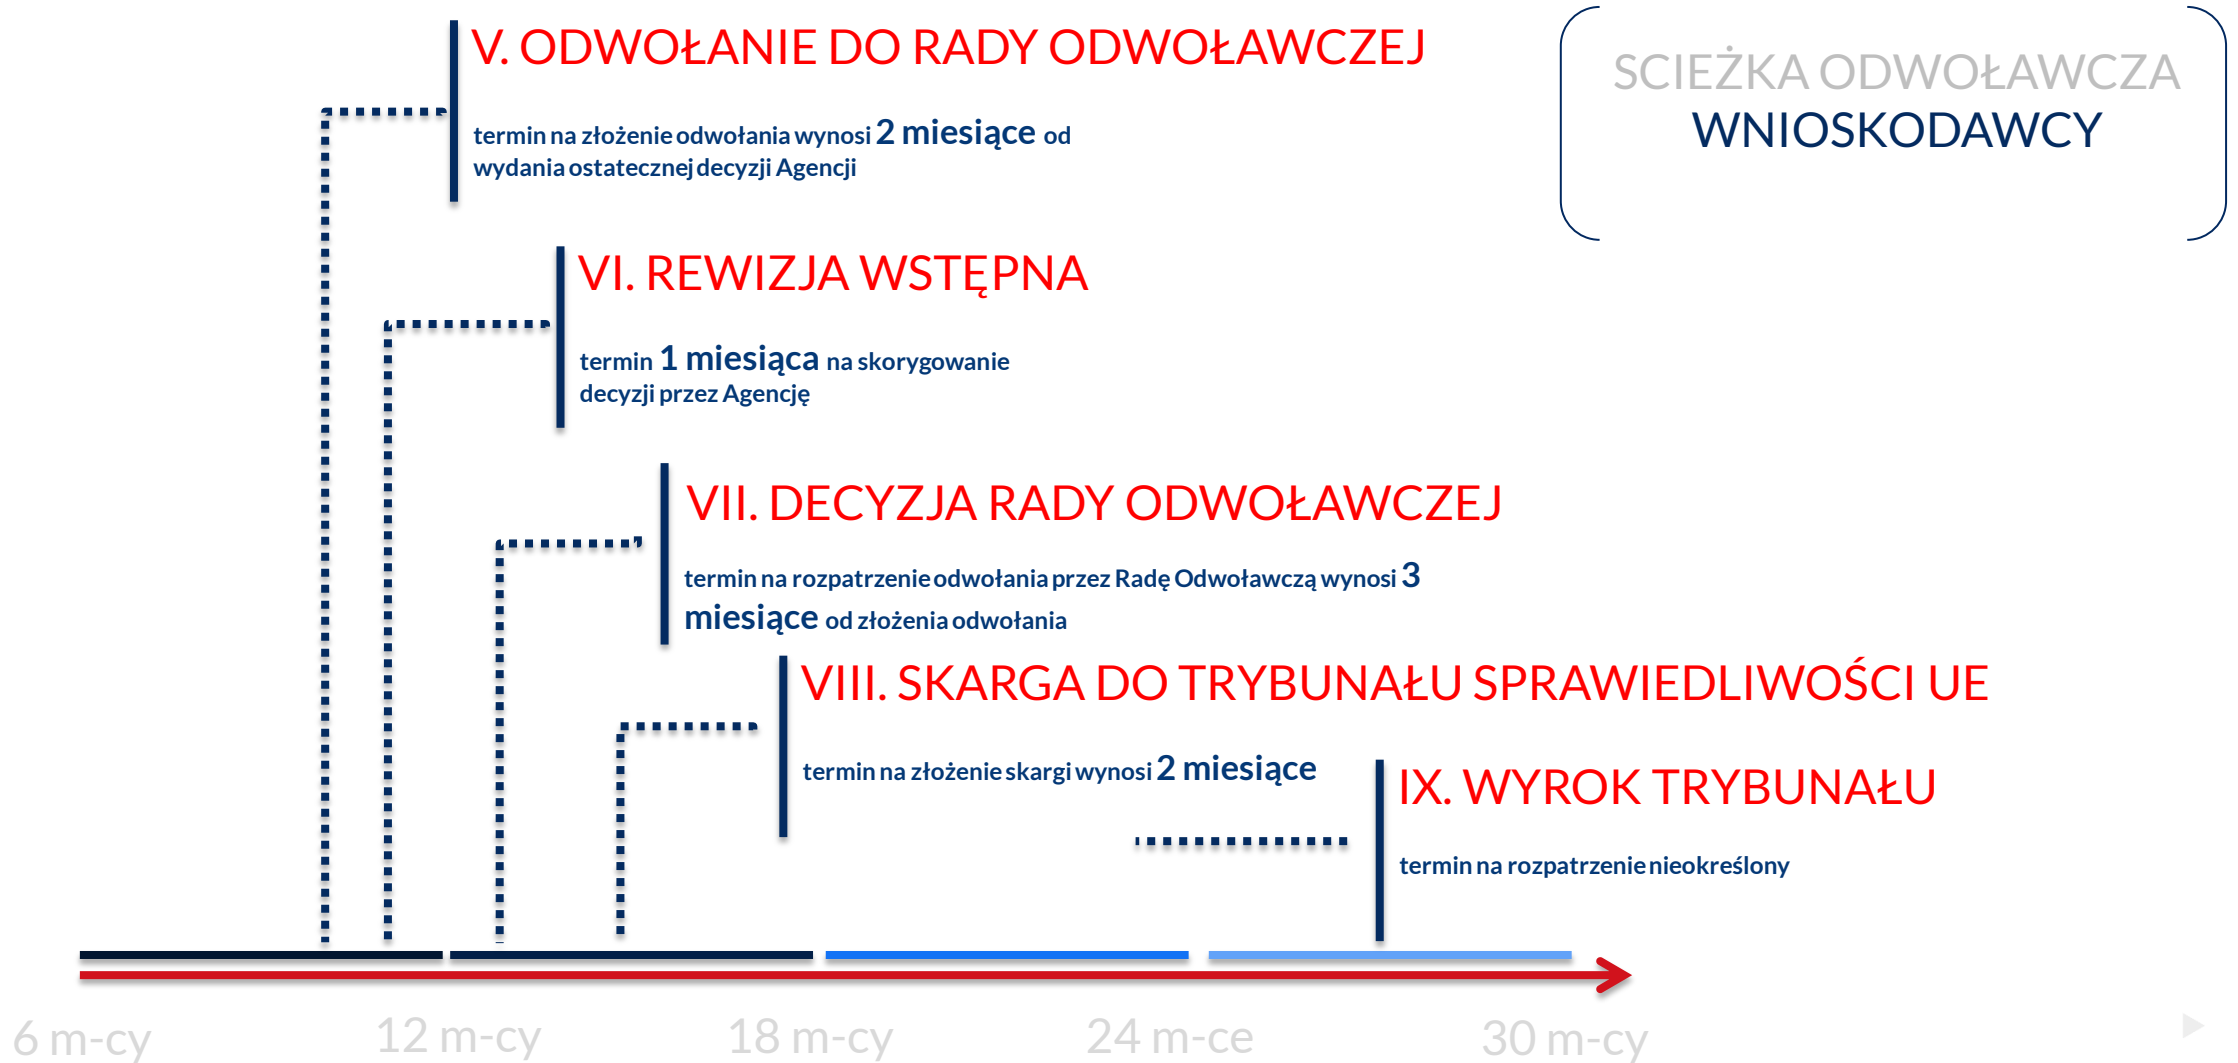 V. ODWOŁANIE DO RADY ODWOŁAWCZEJ
termin na złożenie odwołania wynosi 2 miesiące od
wydania ostatecznej decyzji Agencji
SCIEŻKA ODWOŁAWCZA
WNIOSKODAWCY
VI. REWIZJA WSTĘPNA
termin 1 miesiąca na skorygowanie
decyzji przez Agencję
VII. DECYZJA RADY ODWOŁAWCZEJ
termin na rozpatrzenie odwołania przez Radę Odwoławczą wynosi 3
miesiące od złożenia odwołania
VIII. SKARGA DO TRYBUNAŁU SPRAWIEDLIWOŚCI UE
termin na złożenie skargi wynosi 2 miesiące
IX. WYROK TRYBUNAŁU
termin na rozpatrzenie nieokreślony
6 m-cy
12 m-cy
18 m-cy
24 m-ce
30 m-cy